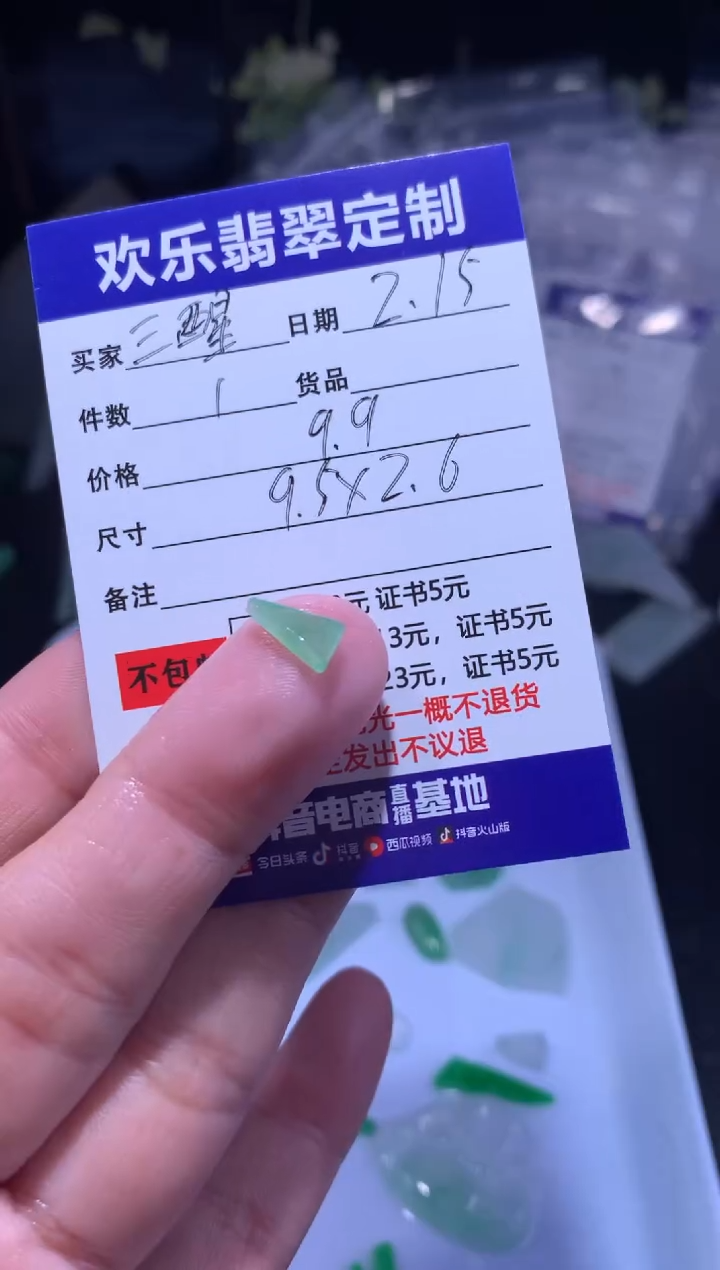 欢乐翡翠定制
买家 三醒 日期 2.15
件数 1 货品
价格 9.9
尺寸 9.5×2.6
备注
元 证书5元
3元，证书5元
不包 23元，证书5元
光一概不退货
发出不议退
音电商直播基地
今日头条 抖音 西瓜视频 抖音火山版